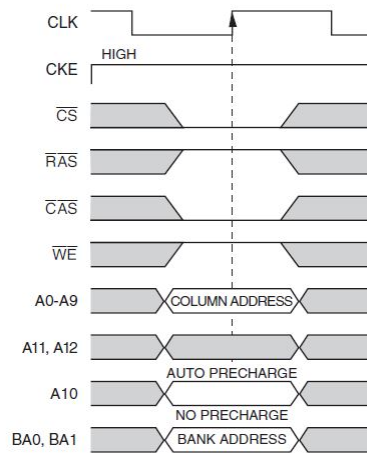 CLK
HIGH
CKE
CS
RAS
CAS
WE
A0-A9 COLUMN ADDRESS
A11, A12
AUTO PRECHARGE
A10
NO PRECHARGE
BA0, BA1 BANK ADDRESS